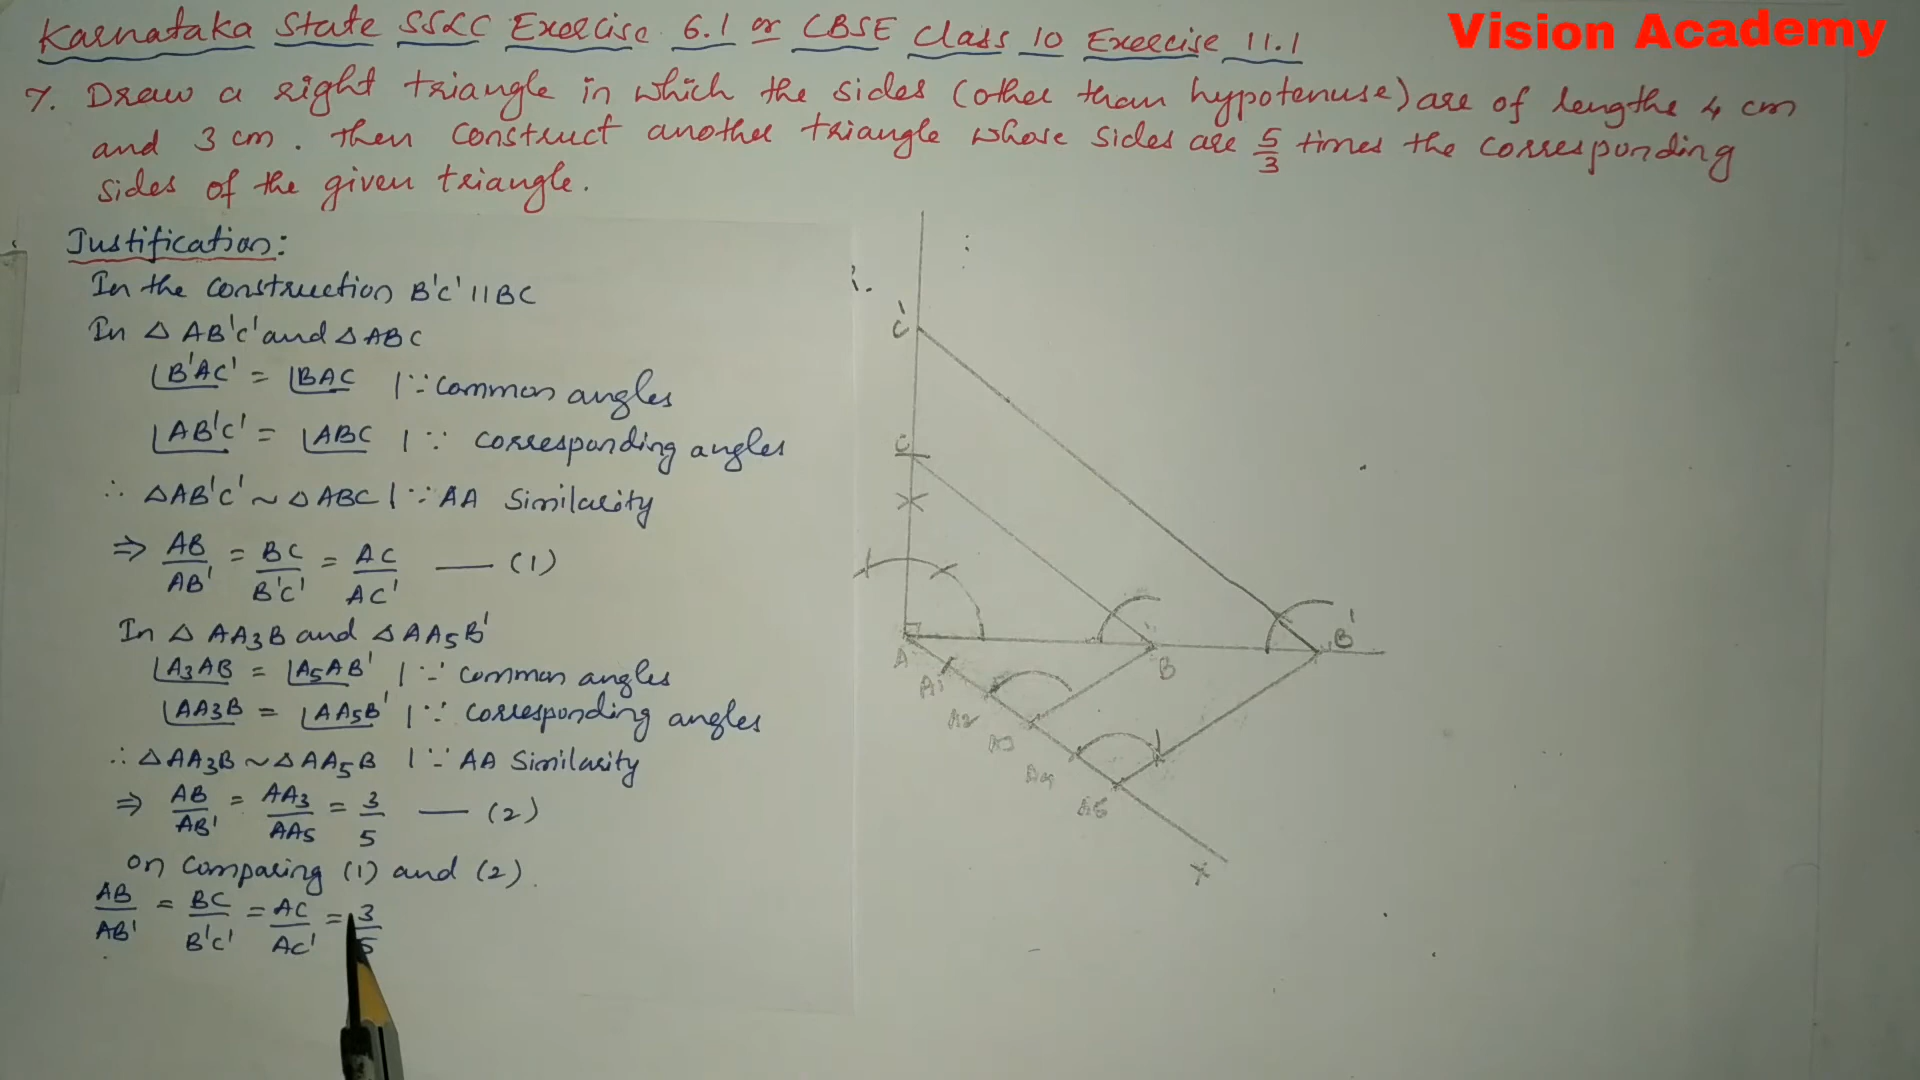 Karnataka State SSLC Exercise 6.1 or CBSE Class 10 Exercise 11.1
Vision Academy
7. Draw a right triangle in which the sides (other than hypotenuse) are of lengths 4 cm
and 3 cm. Then construct another triangle whose sides are 5/3 times the corresponding
sides of the given triangle.
Justification:
In the construction B'C' || BC
In △ AB'C' and △ ABC
∠B'AC' = ∠BAC | ∵ Common angles
∠AB'C' = ∠ABC | ∵ corresponding angles
∴ △AB'C' ~ △ABC | ∵ AA Similarity
⇒ AB/AB' = BC/B'C' = AC/AC' — (1)
In △ AA3B and △ AA5B'
∠A3AB = ∠A5AB' | ∵ Common angles
∠AA3B = ∠AA5B' | ∵ corresponding angles
∴ △AA3B ~ △AA5B | ∵ AA Similarity
⇒ AB/AB' = AA3/AA5 = 3/5 — (2)
on comparing (1) and (2).
AB/AB' = BC/B'C' = AC/AC' = 3/5
C'
C
A
B
B'
A1
A2
A3
A4
A5
X